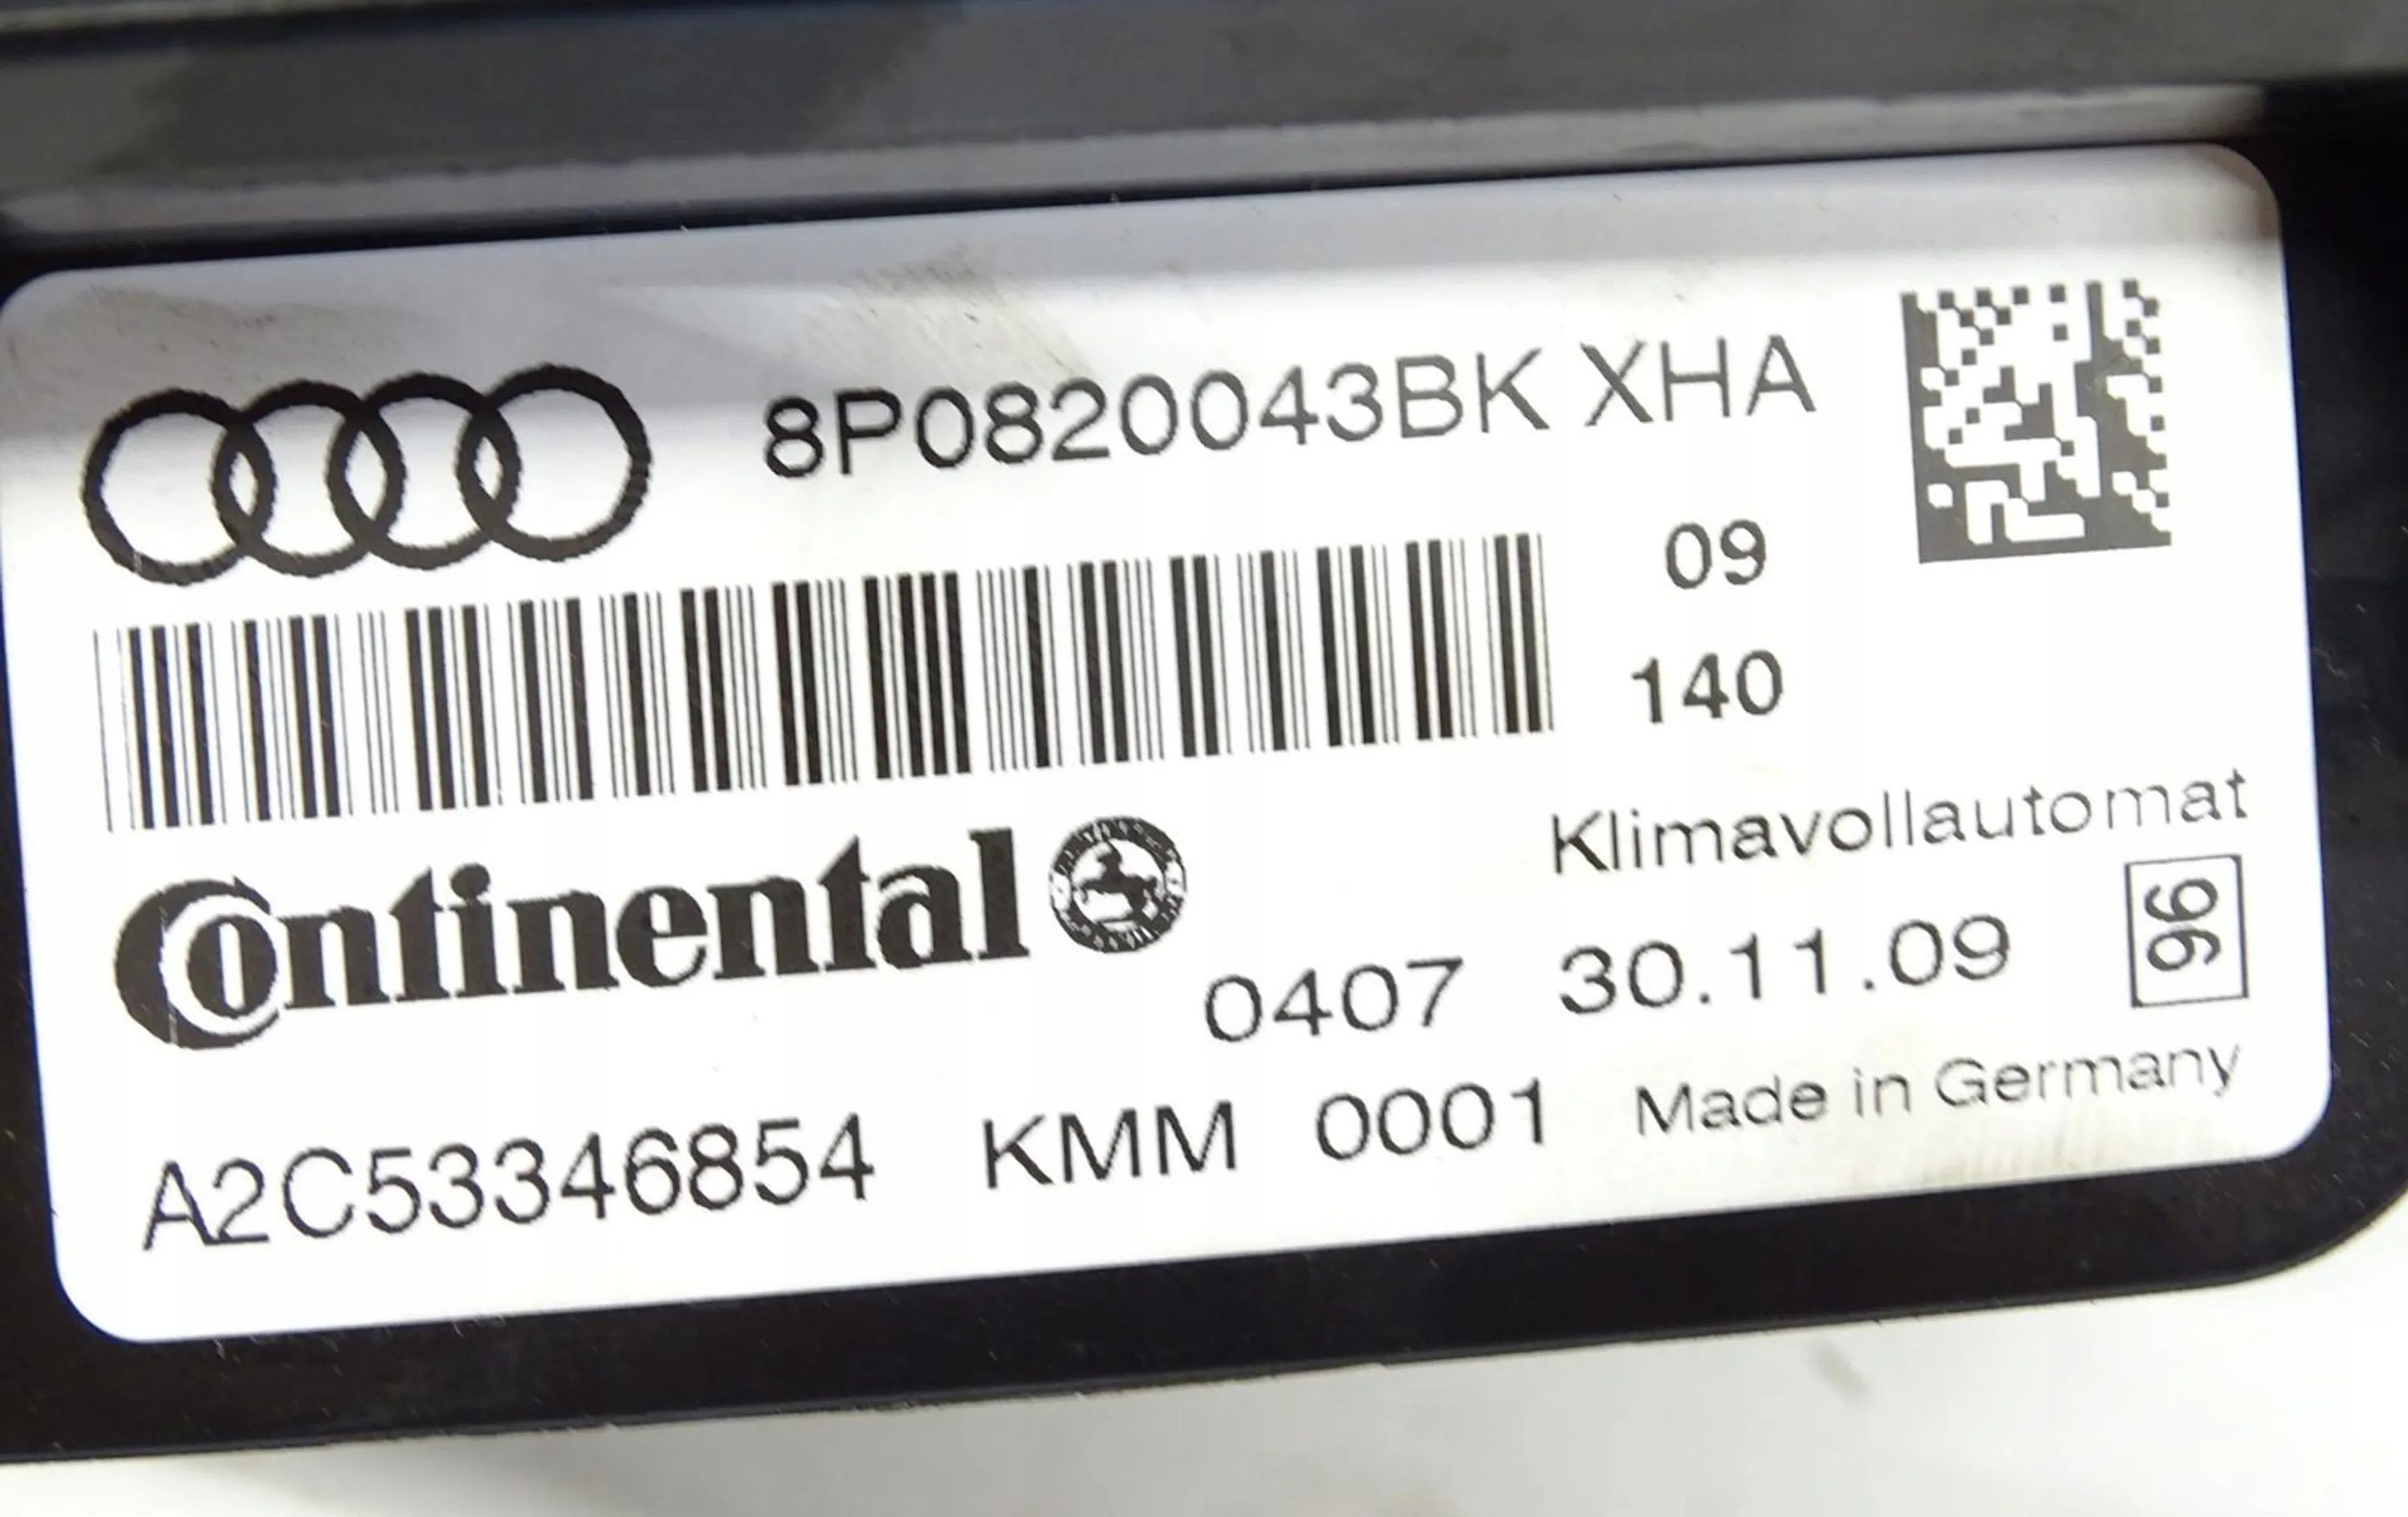 8P0820043BK XHA
09
140
Continental
Klimavollautomat
0407 30.11.09 96
A2C53346854 KMM 0001 Made in Germany